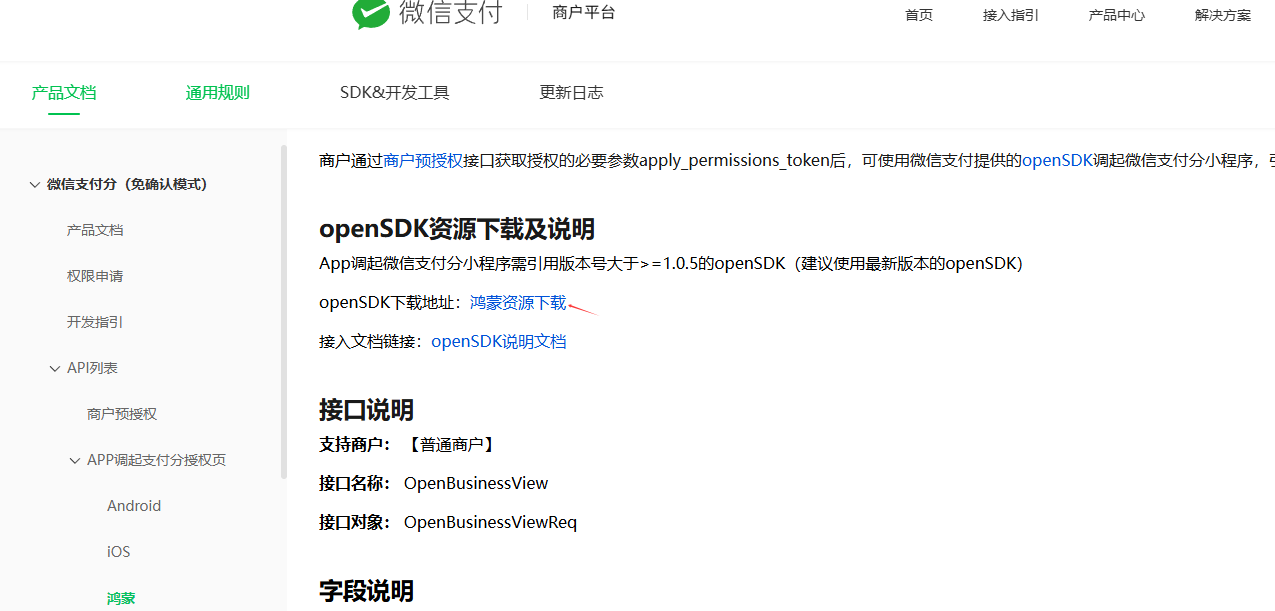 微信支付 商户平台 首页 接入指引 产品中心 解决方案
产品文档 通用规则 SDK&开发工具 更新日志
微信支付分（免确认模式）
产品文档
权限申请
开发指引
API列表
商户预授权
APP调起支付分授权页
Android
iOS
鸿蒙
商户通过商户预授权接口获取授权的必要参数apply_permissions_token后，可使用微信支付提供的openSDK调起微信支付分小程序，
openSDK资源下载及说明
App调起微信支付分小程序需引用版本号大于>=1.0.5的openSDK（建议使用最新版本的openSDK）
openSDK下载地址：鸿蒙资源下载
接入文档链接：openSDK说明文档
接口说明
支持商户：【普通商户】
接口名称：OpenBusinessView
接口对象：OpenBusinessViewReq
字段说明